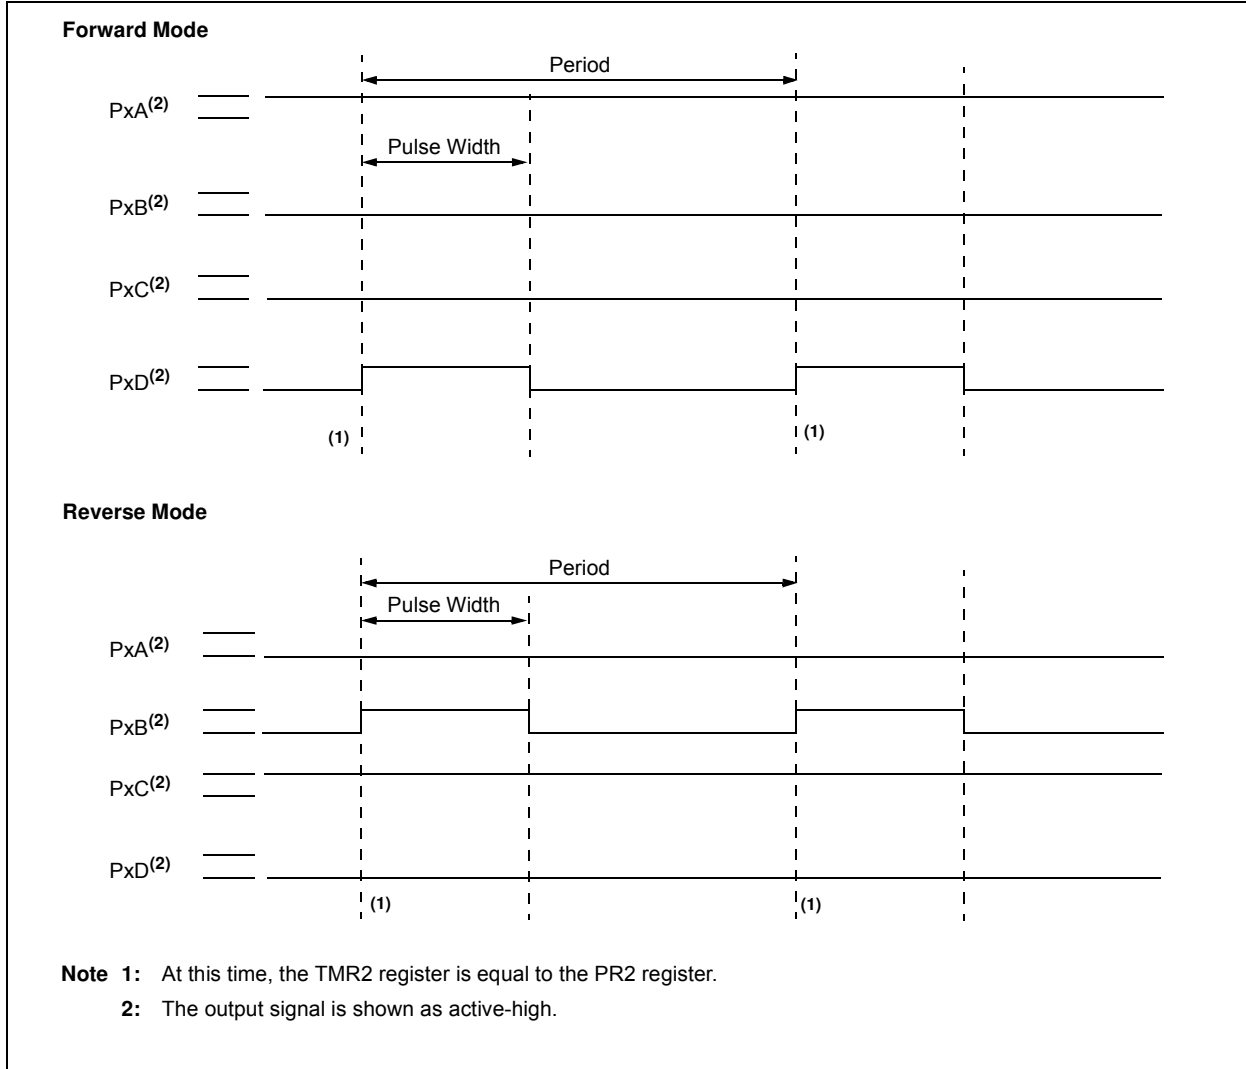 Forward Mode
Period
PxA(2)
Pulse Width
PxB(2)
PxC(2)
PxD(2)
(1)
(1)
Reverse Mode
Period
Pulse Width
PxA(2)
PxB(2)
PxC(2)
PxD(2)
(1)
(1)
Note 1: At this time, the TMR2 register is equal to the PR2 register.
2: The output signal is shown as active-high.